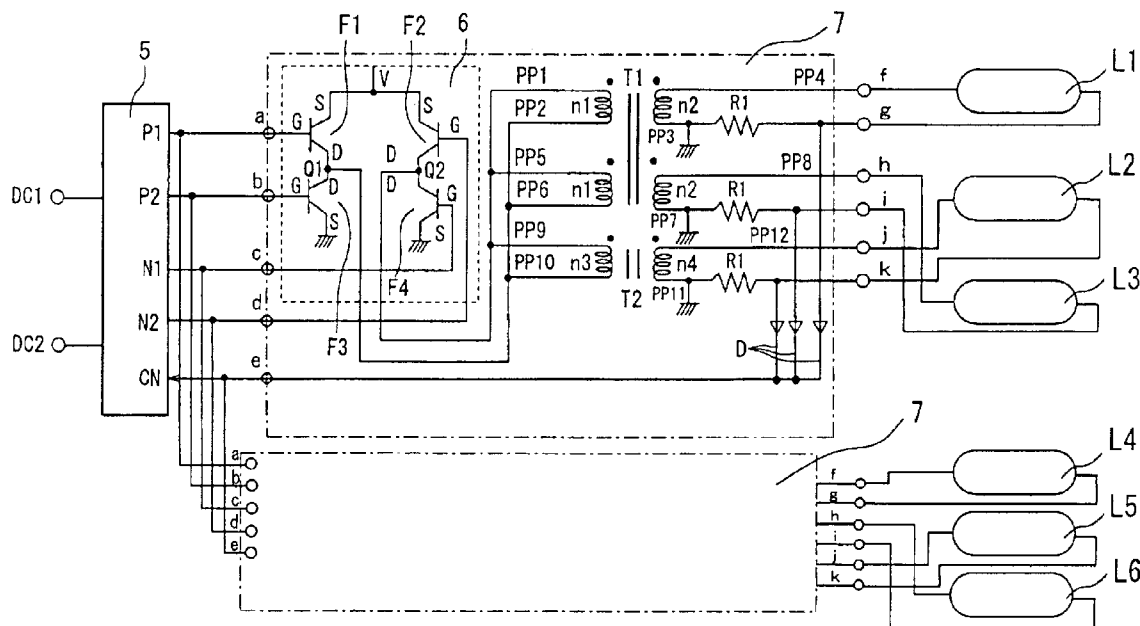 5
F1
F2
6
7
DC1
DC2
P1
P2
N1
N2
CN
a
b
c
d
e
V
S
S
G
G
D
D
Q1
Q2
D
D
G
G
S
S
F3
F4
PP1
PP2
PP5
PP6
PP9
PP10
T1
n1
n2
n1
n2
n3
n4
T2
PP4
PP3
R1
PP8
PP7
R1
PP12
PP11
R1
D
f
g
h
i
j
k
L1
L2
L3
7
a
b
c
d
e
f
g
h
i
j
k
L4
L5
L6